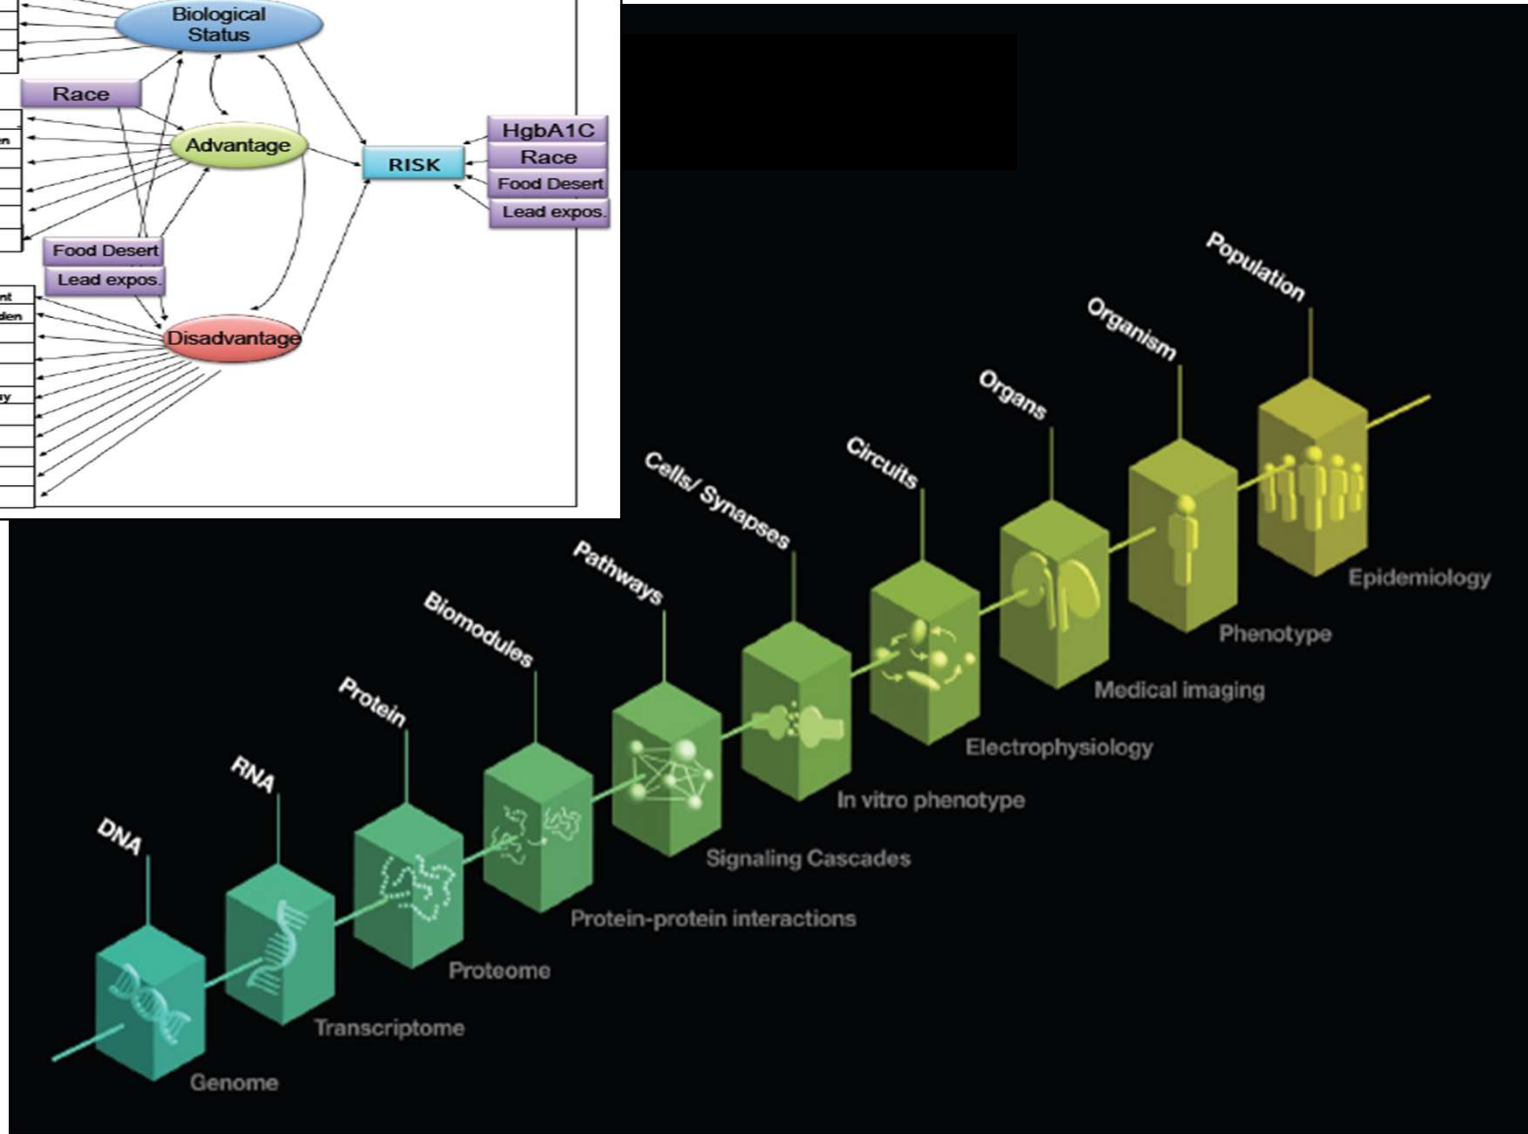 Biological
Status
Race
Advantage
RISK
HgbA1C
Race
Food Desert
Lead expos.
Food Desert
Lead expos.
Disadvantage
Population
Organism
Organs
Circuits
Cells/ Synapses
Pathways
Biomodules
Protein
RNA
DNA
Epidemiology
Phenotype
Medical imaging
Electrophysiology
In vitro phenotype
Signaling Cascades
Protein-protein interactions
Proteome
Transcriptome
Genome